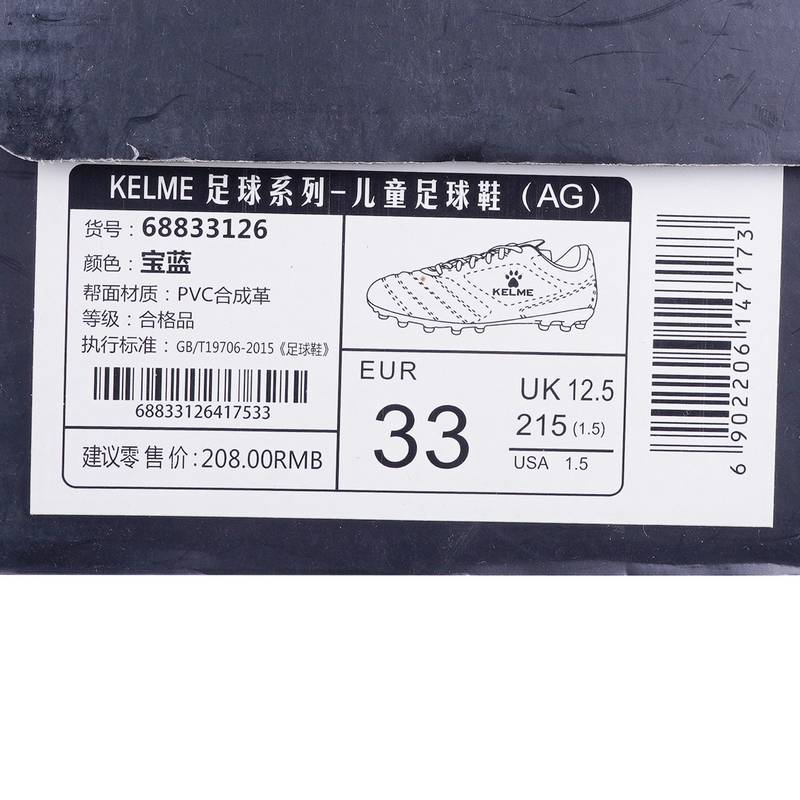 KELME 足球系列-儿童足球鞋（AG）
货号：68833126
颜色：宝蓝
帮面材质：PVC合成革
等级：合格品
执行标准：GB/T19706-2015《足球鞋》
68833126417533
建议零售价:208.00RMB
KELME
EUR
33
UK 12.5
215 (1.5)
USA 1.5
6902206147173